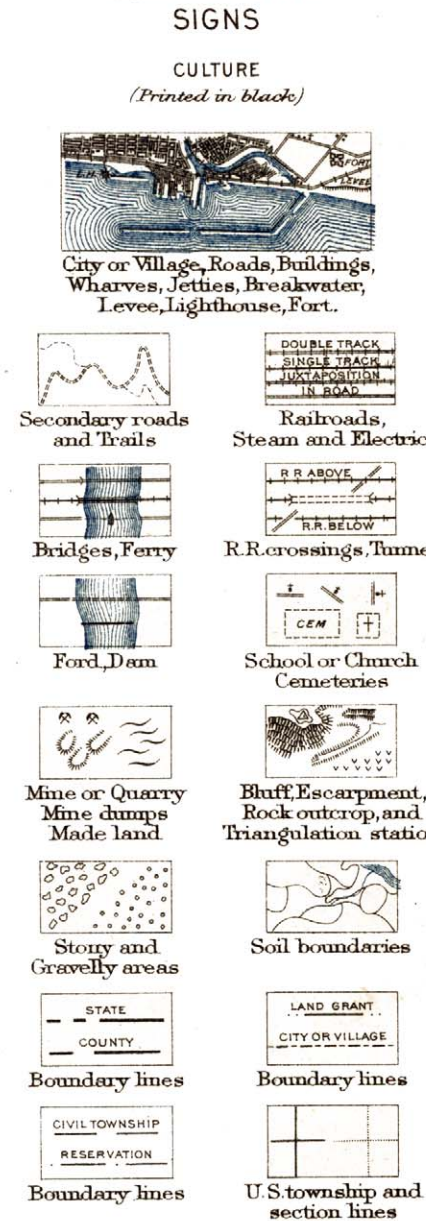 SIGNS
CULTURE
(Printed in black)
L.H.
FORT
LEVEE
City or Village, Roads, Buildings,
Wharves, Jetties, Breakwater,
Levee, Lighthouse, Fort.
Secondary roads
and Trails
DOUBLE TRACK
SINGLE TRACK
JUXTAPOSITION
IN ROAD
Railroads,
Steam and Electric
Bridges, Ferry
R R ABOVE
R.R. BELOW
R.R. crossings, Tunne
Ford, Dam
CEM
School or Church
Cemeteries
Mine or Quarry
Mine dumps
Made land
Bluff, Escarpment,
Rock outcrop, and
Triangulation statio
Stony and
Gravelly areas
Soil boundaries
STATE
COUNTY
Boundary lines
LAND GRANT
CITY OR VILLAGE
Boundary lines
CIVIL TOWNSHIP
RESERVATION
Boundary lines
U.S. township and
section lines